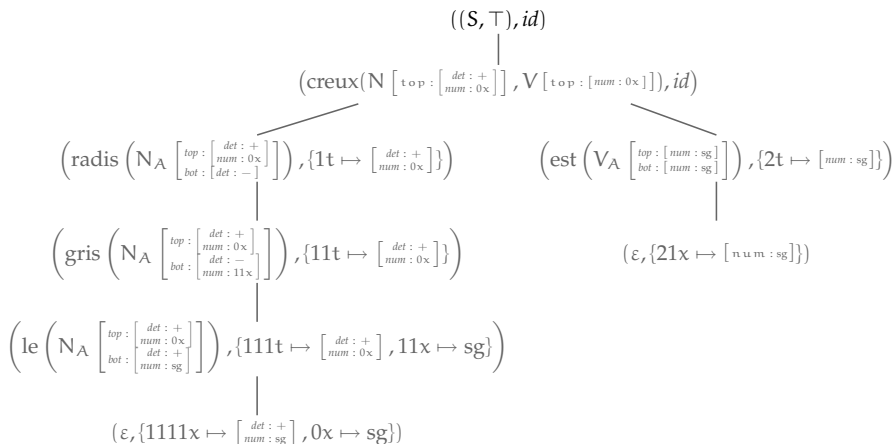 ((S, ⊤), id)
(creux(N [top : [det : + num : 0x]], V [top : [num : 0x]]), id)
(radis (N_A [top : [det : + num : 0x] bot : [det : −]]), {1t ↦ [det : + num : 0x]})
(est (V_A [top : [num : sg] bot : [num : sg]]), {2t ↦ [num : sg]})
(gris (N_A [top : [det : + num : 0x] bot : [det : − num : 11x]]), {11t ↦ [det : + num : 0x]})
(ε, {21x ↦ [num : sg]})
(le (N_A [top : [det : + num : 0x] bot : [det : + num : sg]]), {111t ↦ [det : + num : 0x], 11x ↦ sg})
(ε, {1111x ↦ [det : + num : sg], 0x ↦ sg})